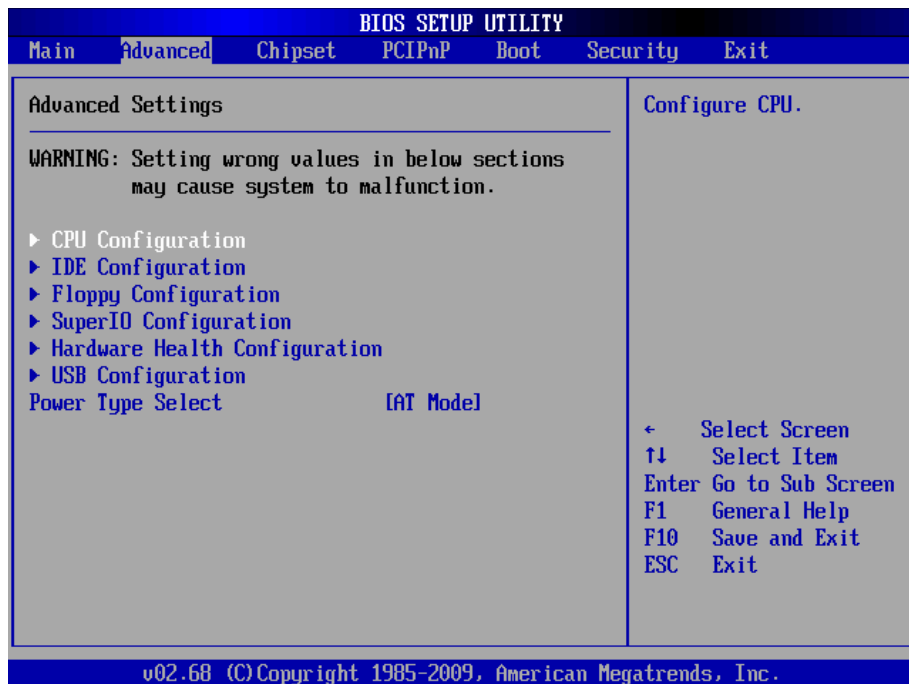 BIOS SETUP UTILITY
Main Advanced Chipset PCIPnP Boot Security Exit
Advanced Settings
WARNING: Setting wrong values in below sections
may cause system to malfunction.
▶ CPU Configuration
▶ IDE Configuration
▶ Floppy Configuration
▶ SuperIO Configuration
▶ Hardware Health Configuration
▶ USB Configuration
Power Type Select [AT Mode]
Configure CPU.
← Select Screen
↑↓ Select Item
Enter Go to Sub Screen
F1 General Help
F10 Save and Exit
ESC Exit
v02.68 (C)Copyright 1985-2009, American Megatrends, Inc.